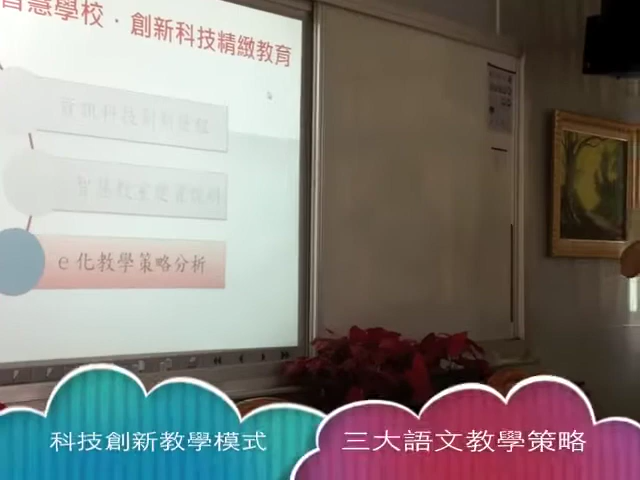 智慧學校．創新科技精緻教育
e化教學策略分析
科技創新教學模式
三大語文教學策略